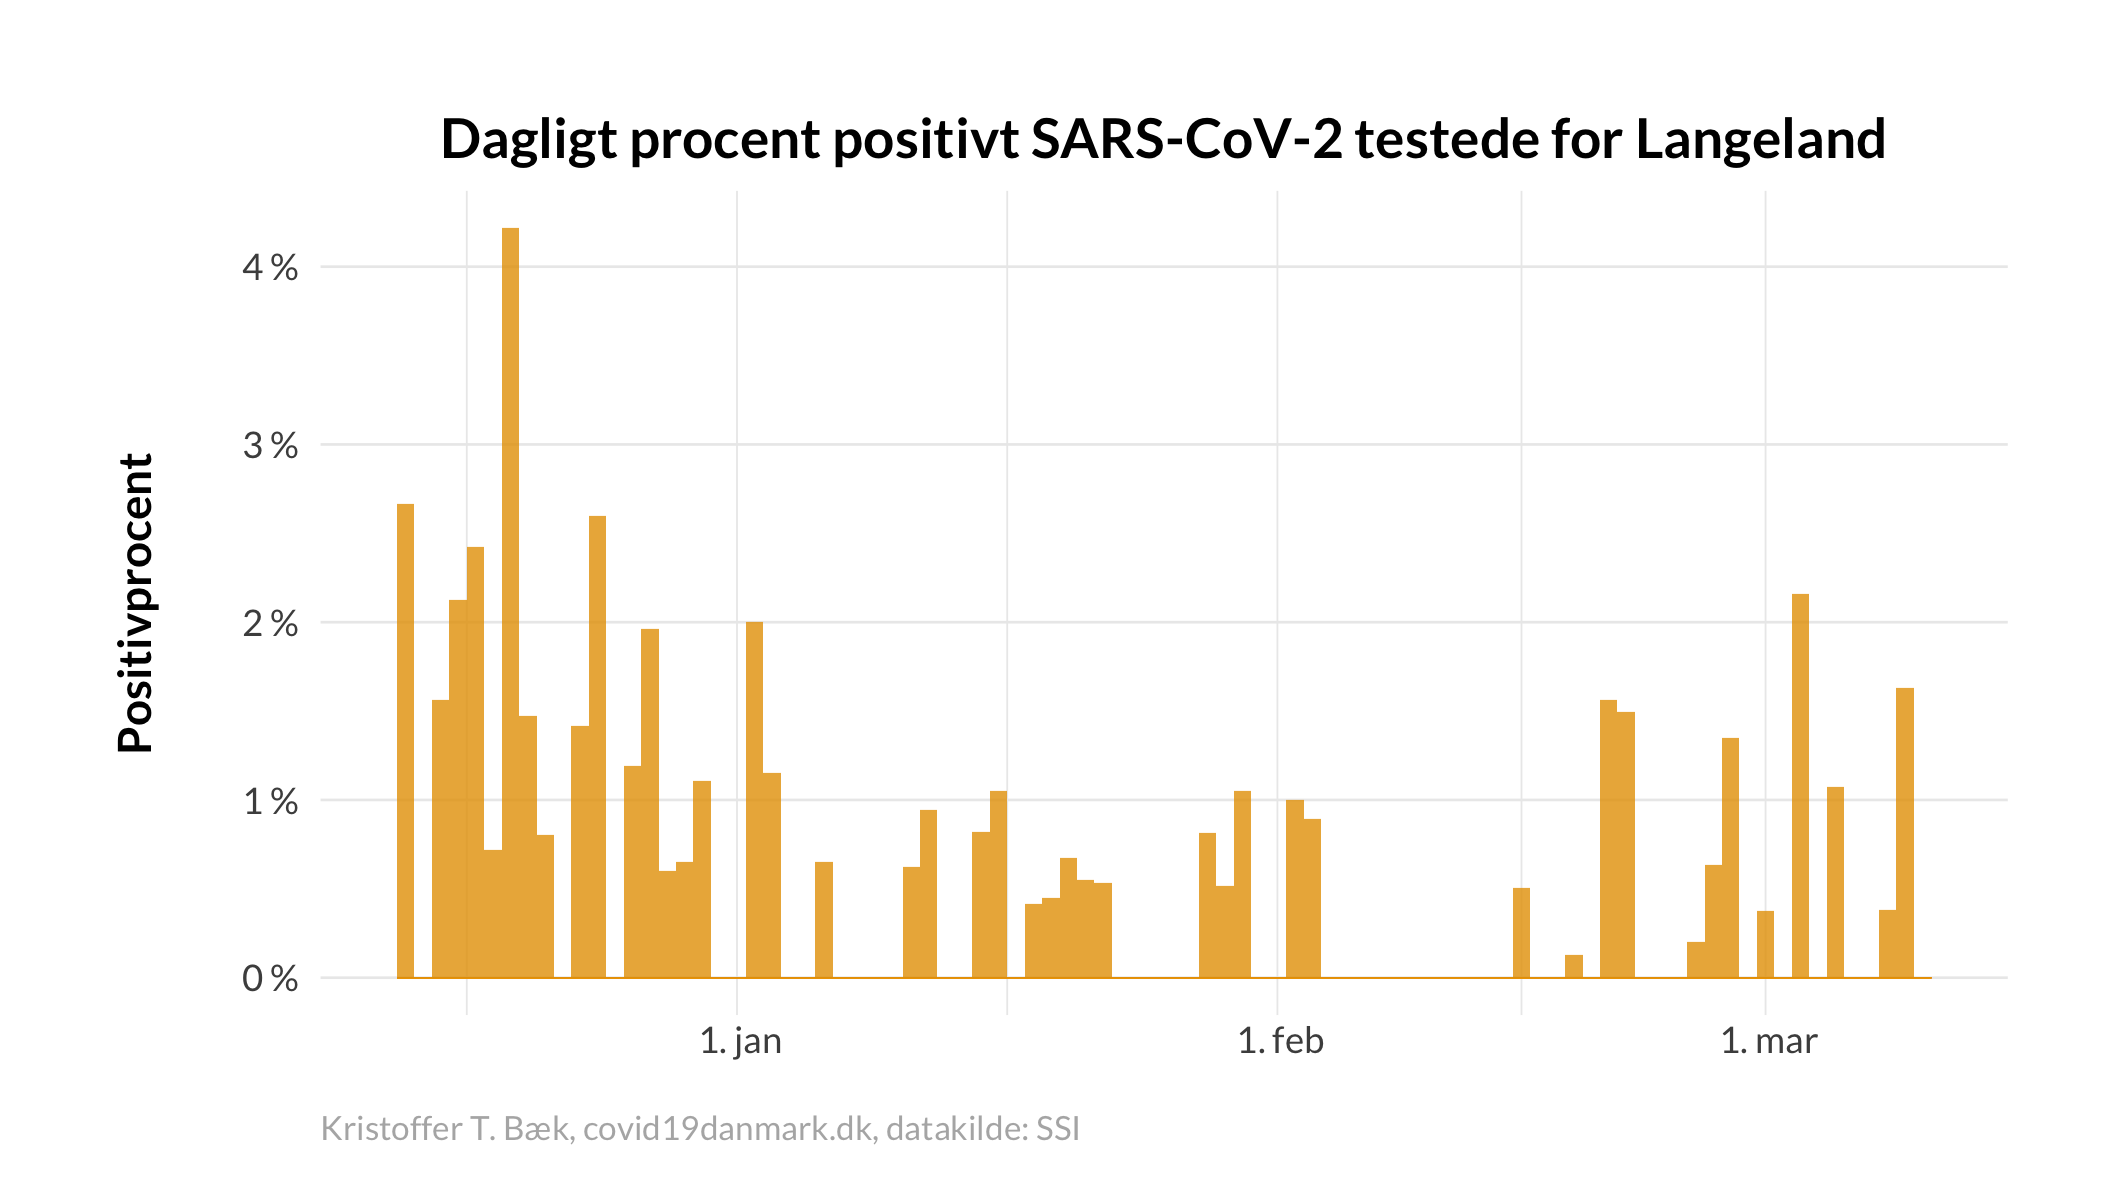 Dagligt procent positivt SARS-CoV-2 testede for Langeland
Positivprocent
4 %
3 %
2 %
1 %
0 %
1. jan
1. feb
1. mar
Kristoffer T. Bæk, covid19danmark.dk, datakilde: SSI